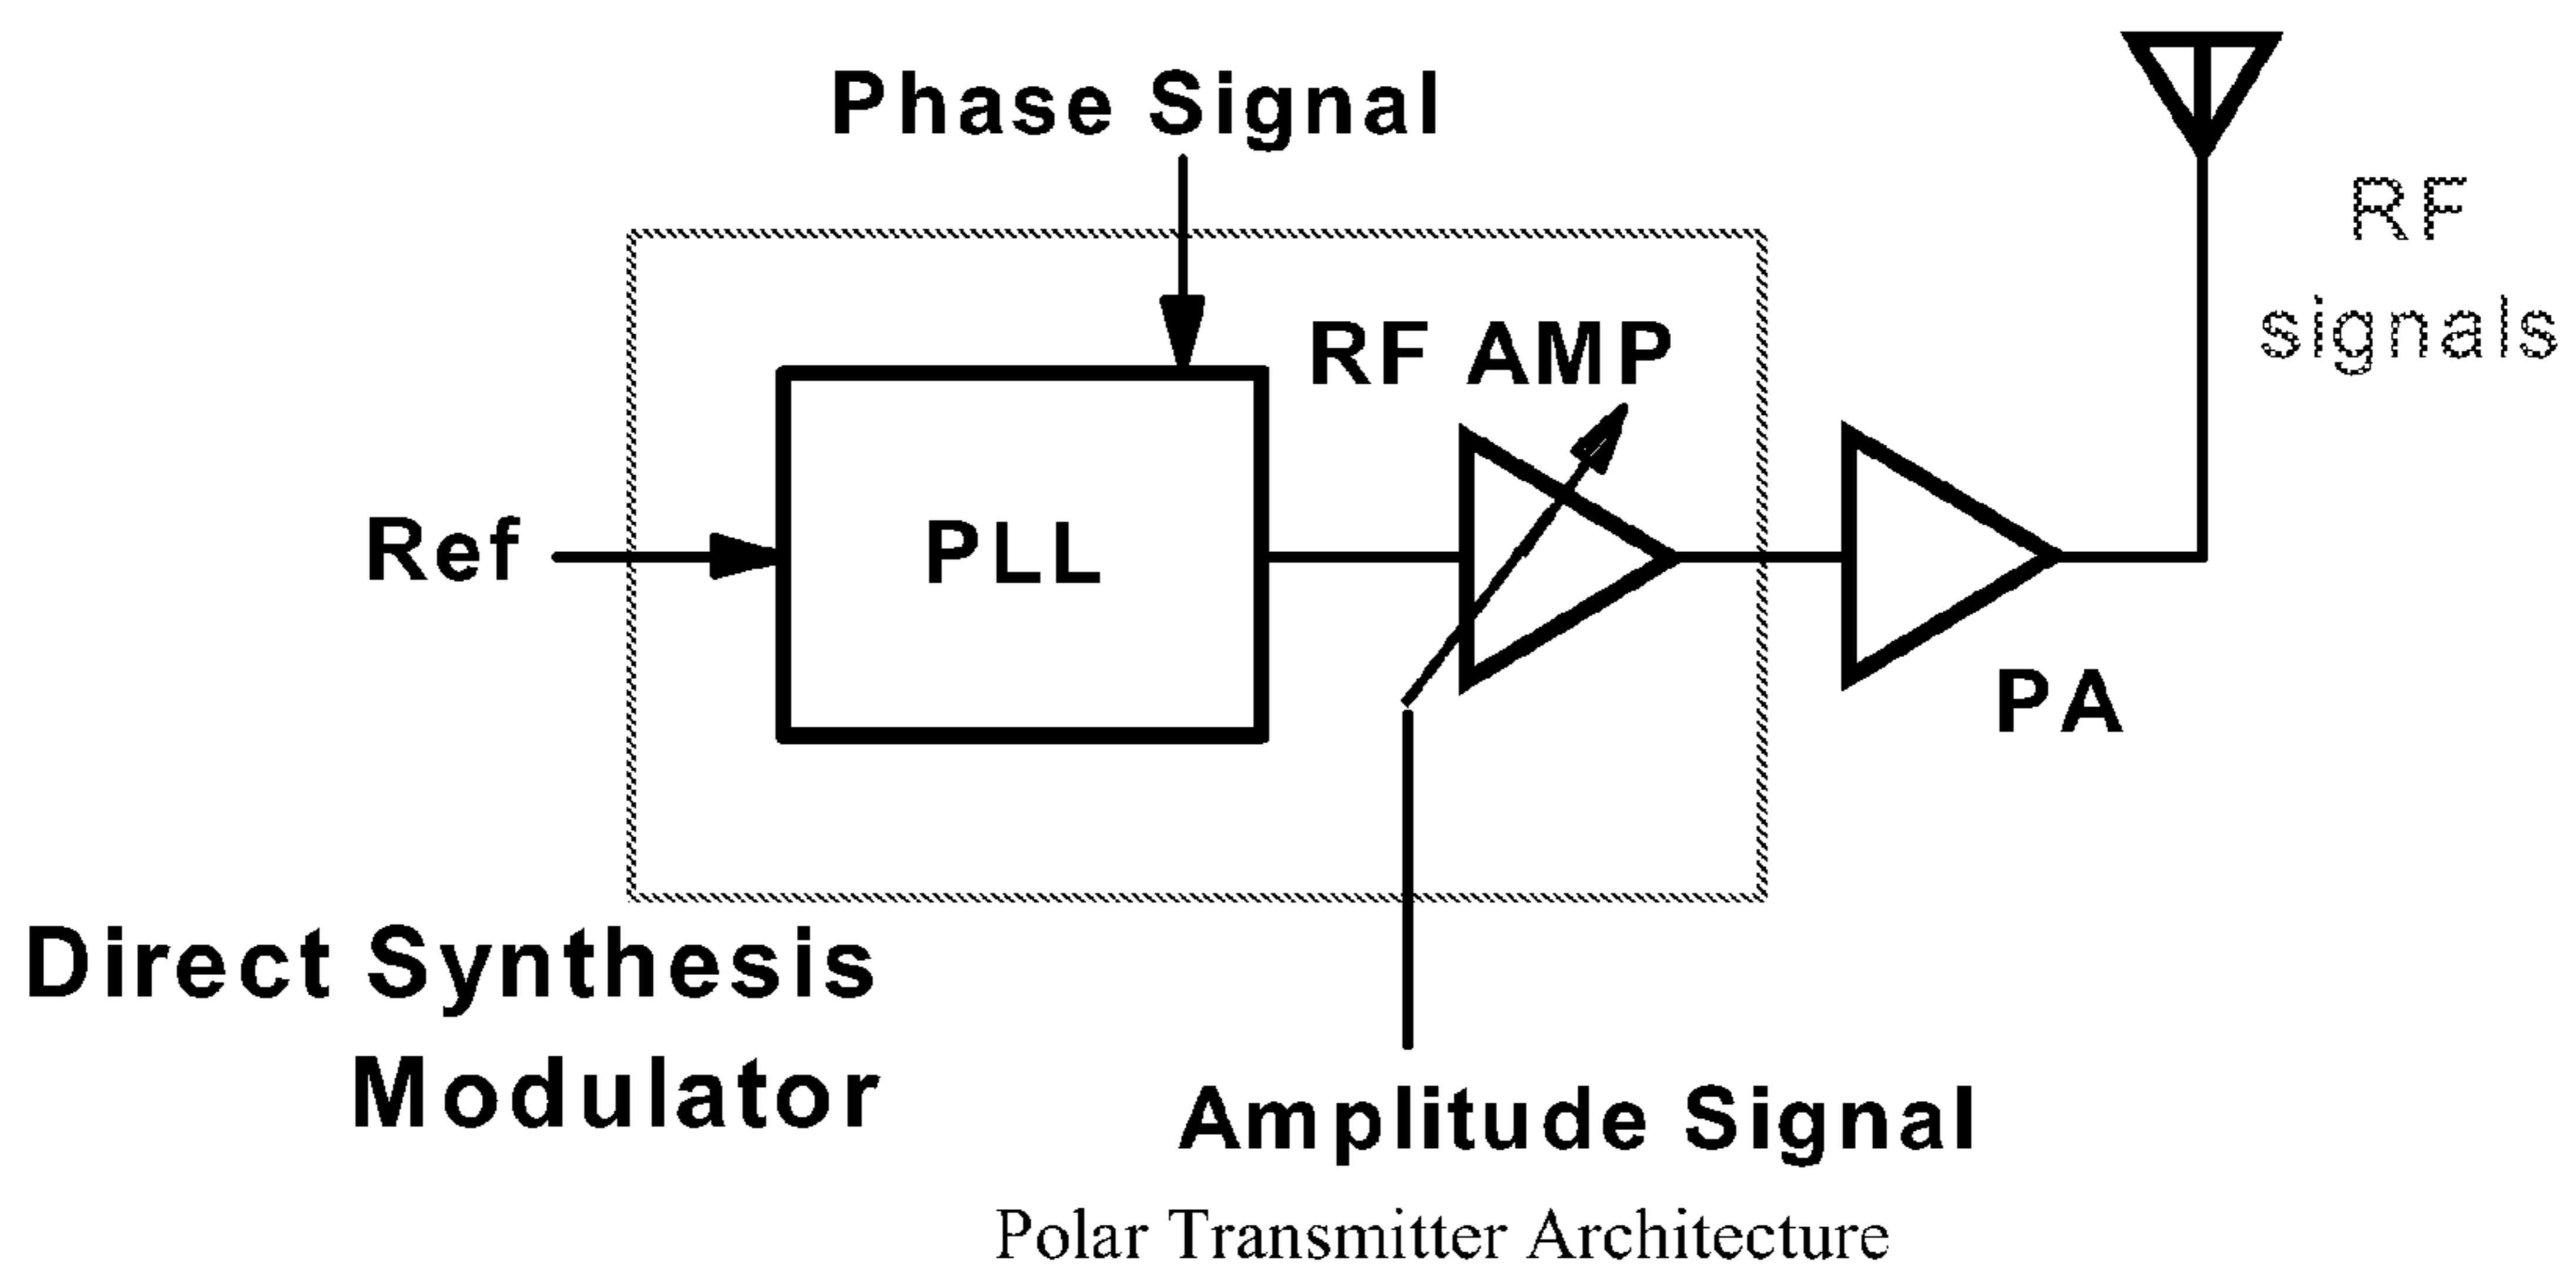 Phase Signal
RF
signals
RF AMP
Ref
PLL
PA
Direct Synthesis
Modulator
Amplitude Signal
Polar Transmitter Architecture